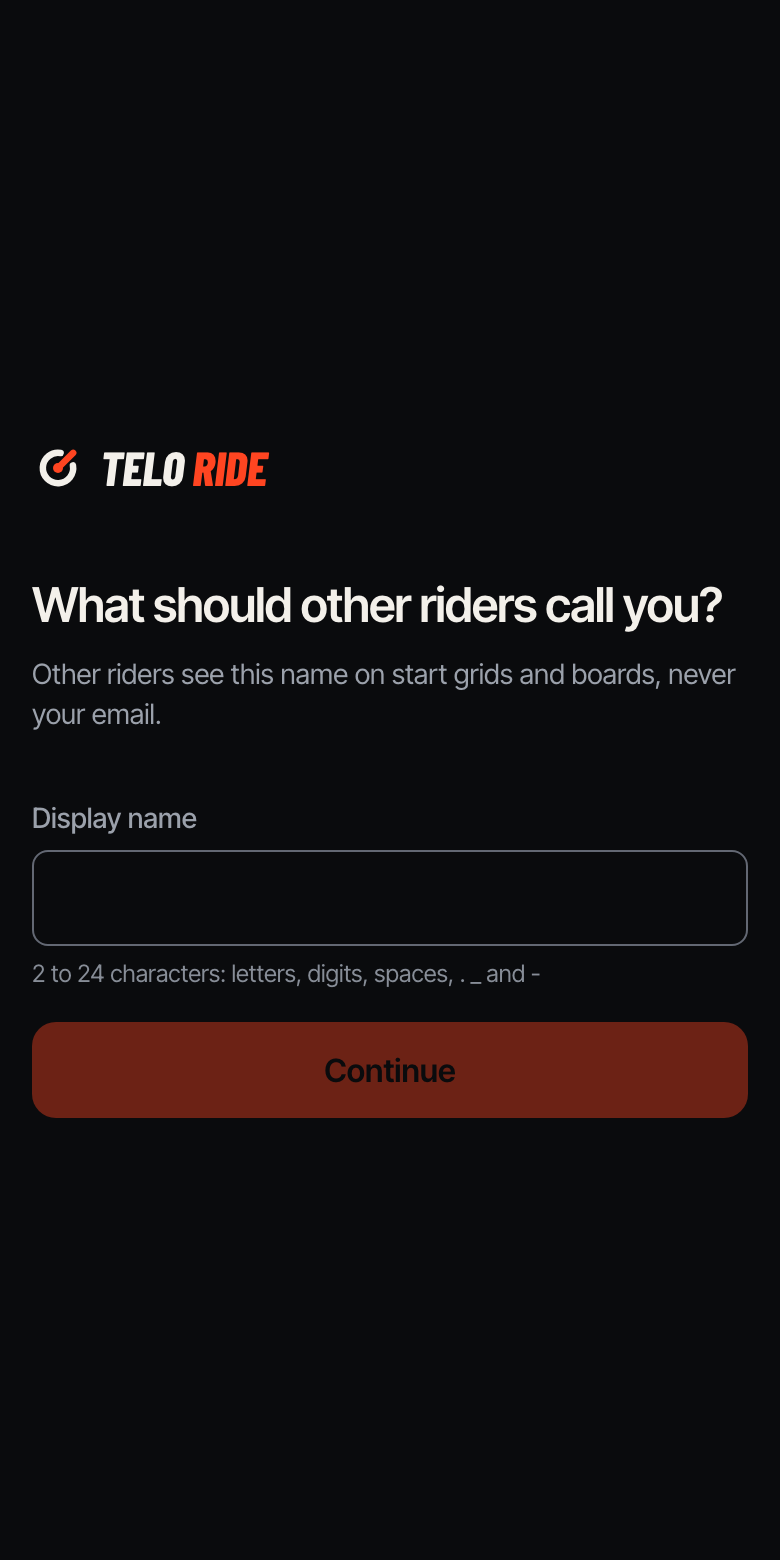 TELO RIDE
What should other riders call you?
Other riders see this name on start grids and boards, never
your email.
Display name
2 to 24 characters: letters, digits, spaces, . _ and -
Continue